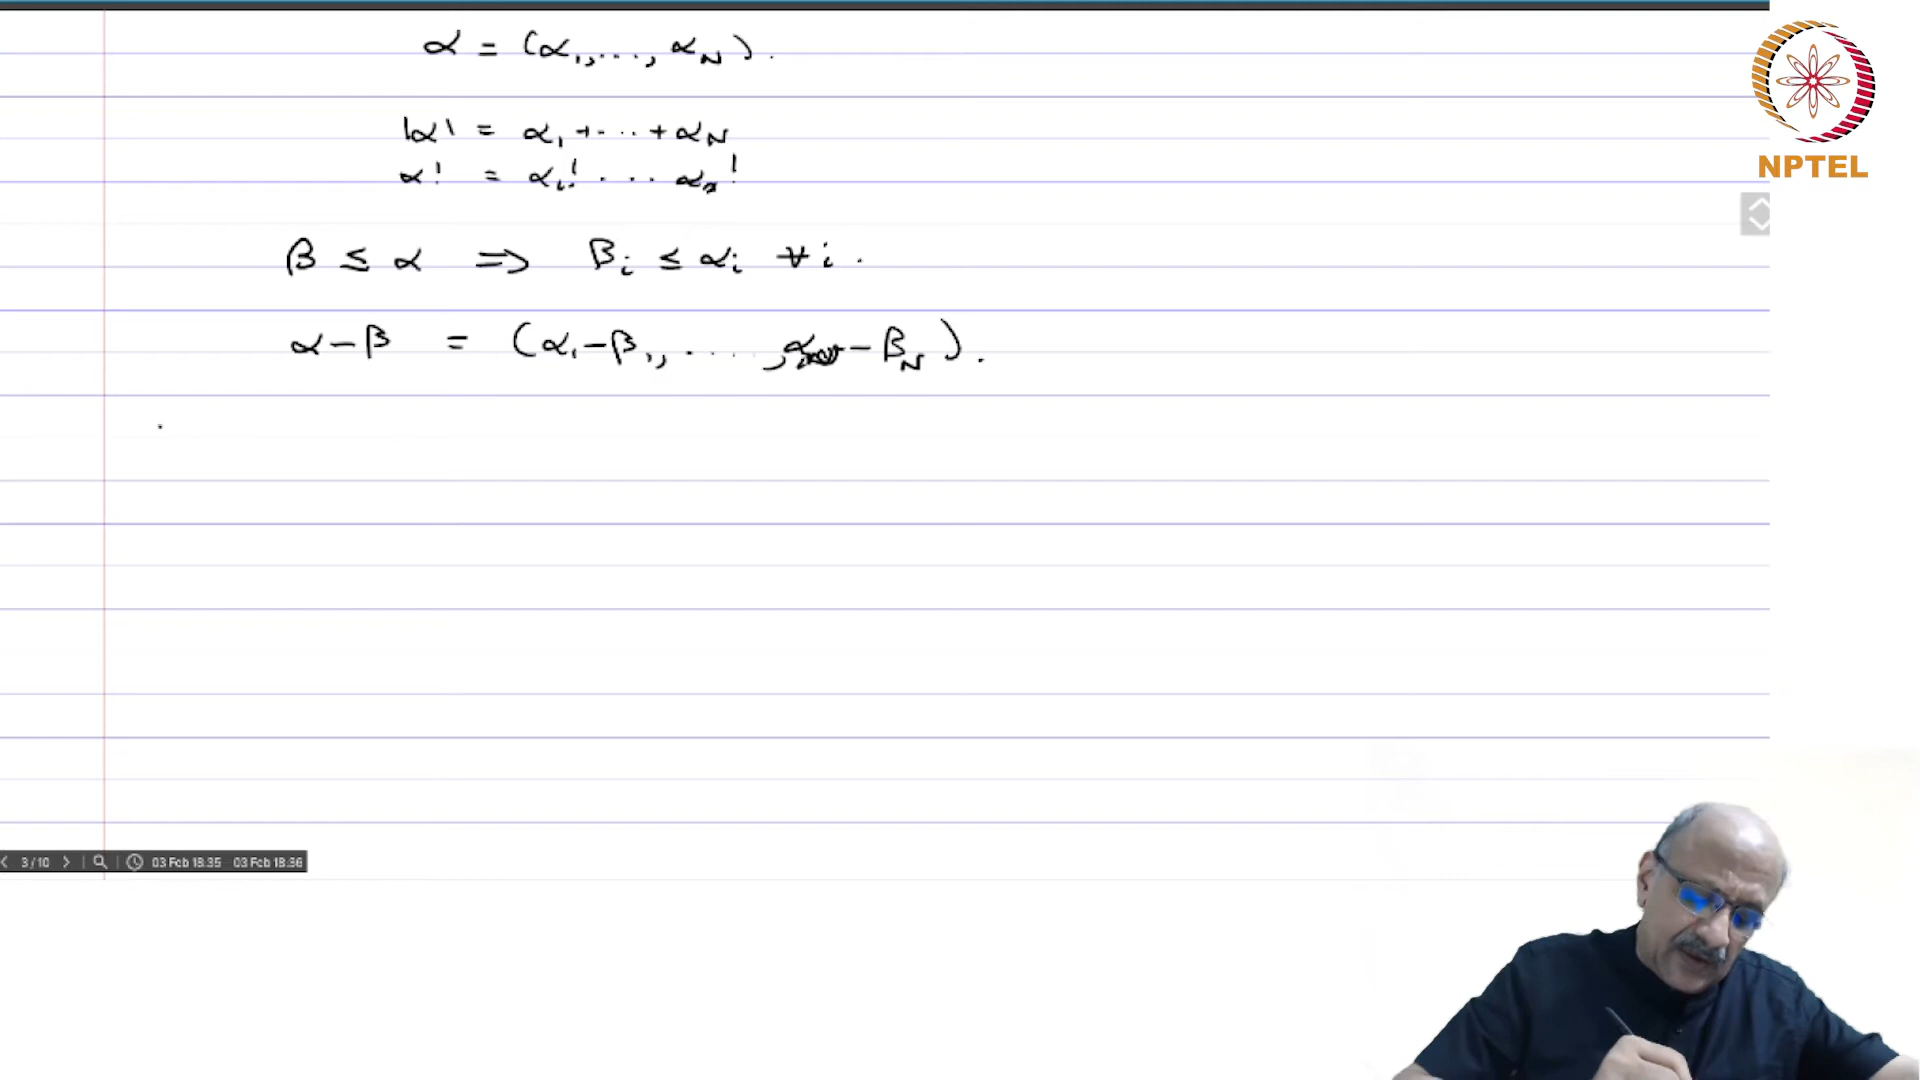 α = (α₁, ..., α_N).
|α| = α₁ + ... + α_N
α! = α₁! ... α_n!
β ≤ α ⇒ β_i ≤ α_i ∀ i.
α − β = (α₁ − β₁, ....., α_N − β_N).
NPTEL
3/10 03 Feb 18:35 03 Feb 18:36